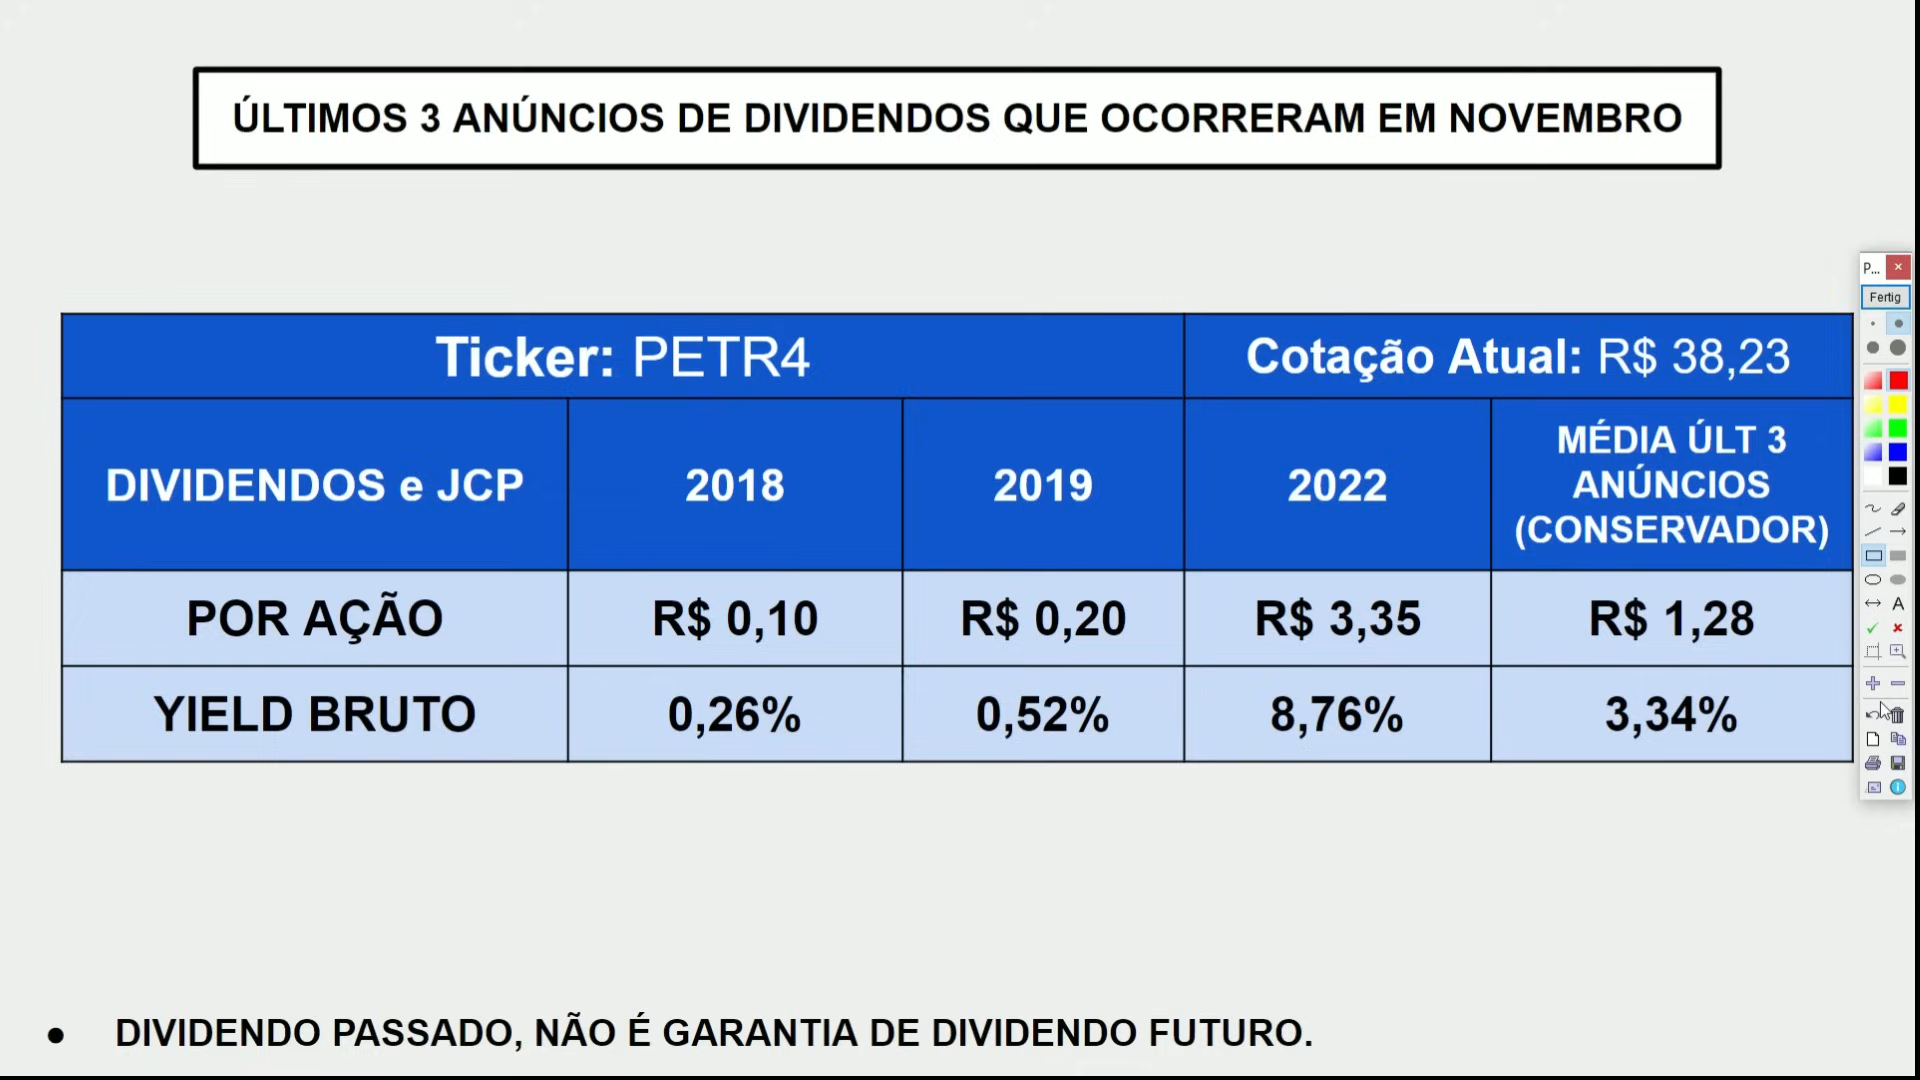 ÚLTIMOS 3 ANÚNCIOS DE DIVIDENDOS QUE OCORRERAM EM NOVEMBRO
Ticker: PETR4
Cotação Atual: R$ 38,23
DIVIDENDOS e JCP
2018
2019
2022
MÉDIA ÚLT 3
ANÚNCIOS
(CONSERVADOR)
POR AÇÃO
R$ 0,10
R$ 0,20
R$ 3,35
R$ 1,28
YIELD BRUTO
0,26%
0,52%
8,76%
3,34%
• DIVIDENDO PASSADO, NÃO É GARANTIA DE DIVIDENDO FUTURO.
P...
Fertig
A